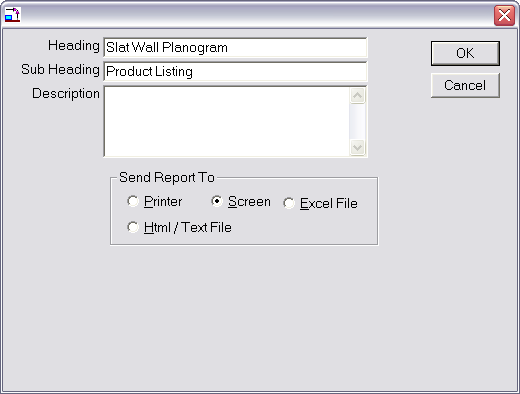 Heading Slat Wall Planogram
OK
Sub Heading Product Listing
Cancel
Description
Send Report To
Printer Screen Excel File
Html / Text File